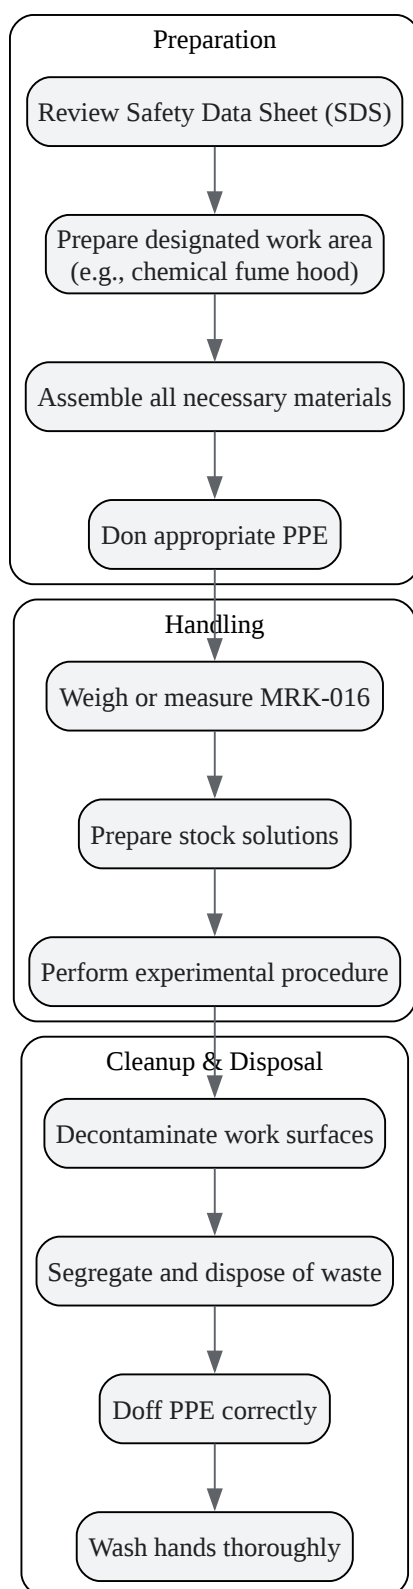 Preparation
Review Safety Data Sheet (SDS)
Prepare designated work area
(e.g., chemical fume hood)
Assemble all necessary materials
Don appropriate PPE
Handling
Weigh or measure MRK-016
Prepare stock solutions
Perform experimental procedure
Cleanup & Disposal
Decontaminate work surfaces
Segregate and dispose of waste
Doff PPE correctly
Wash hands thoroughly